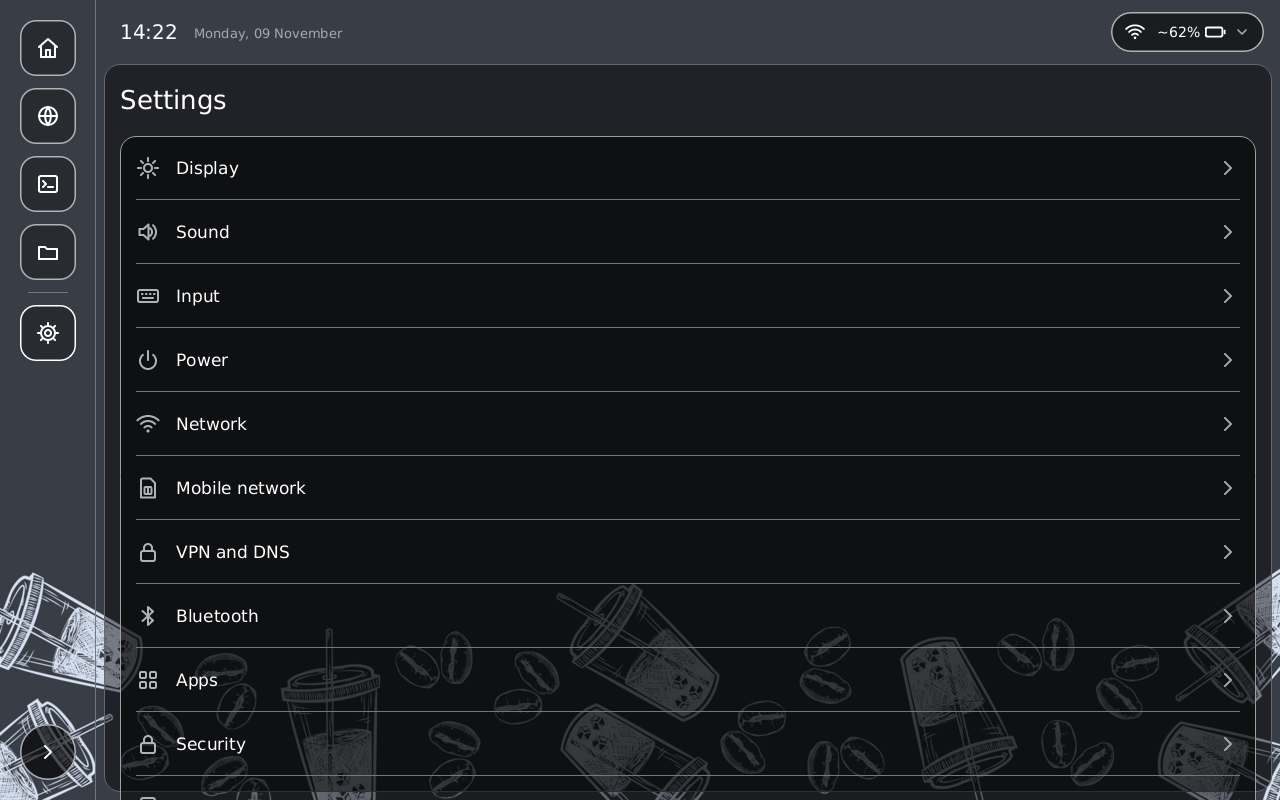 14:22 Monday, 09 November ~62%
Settings
Display
Sound
Input
Power
Network
Mobile network
VPN and DNS
Bluetooth
Apps
Security